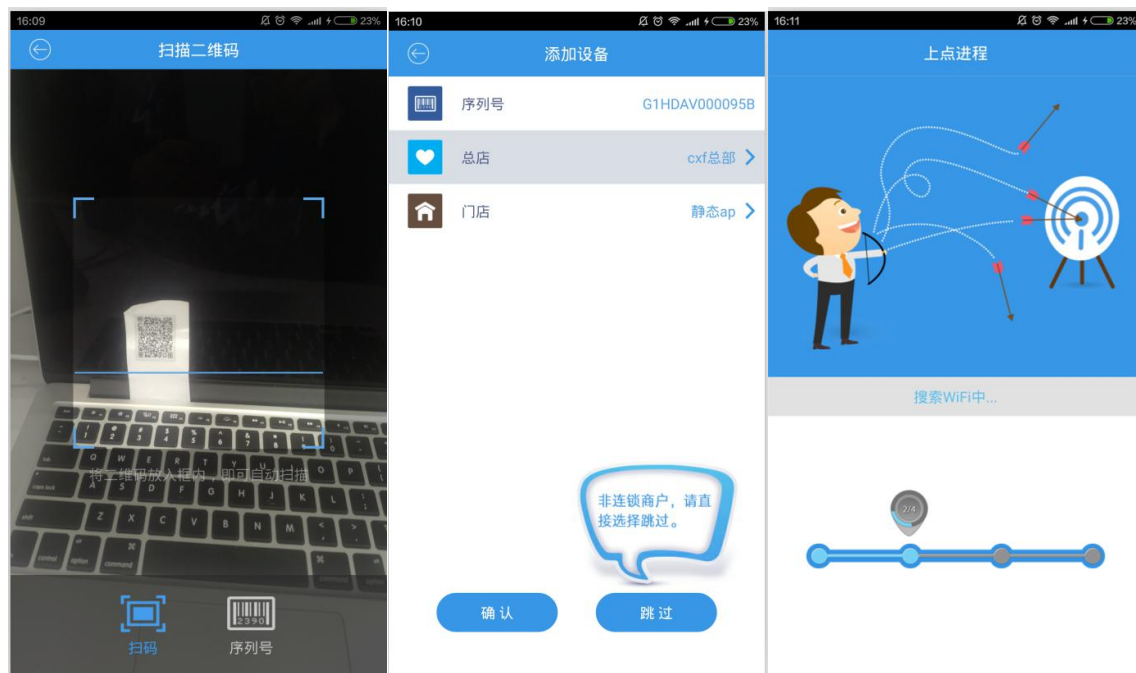 16:09
23%
扫描二维码
将二维码放入框内，即可自动扫描
扫码
序列号
16:10
23%
添加设备
序列号
G1HDAV000095B
总店
cxf总部
门店
静态ap
非连锁商户，请直
接选择跳过。
确认
跳过
16:11
23%
上点进程
搜索WiFi中...
2/4